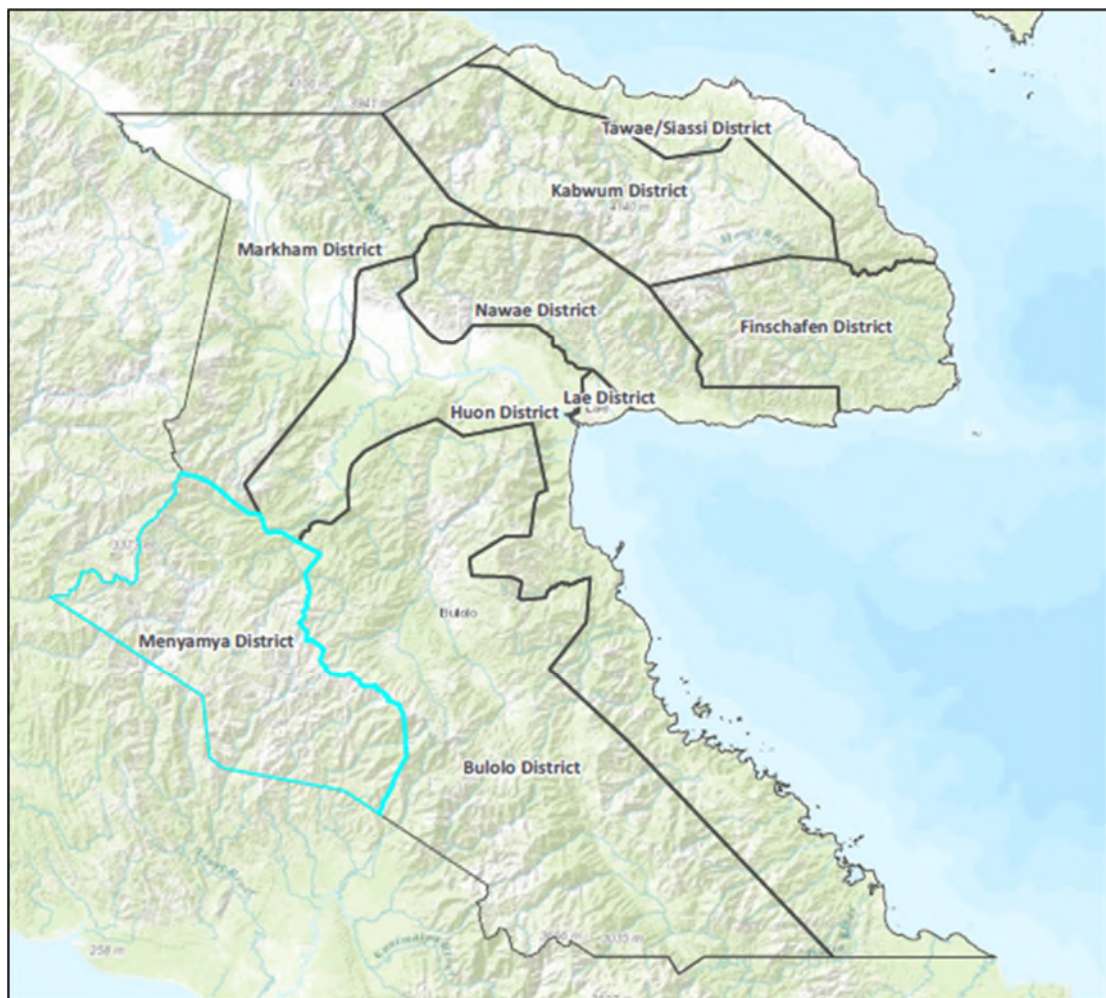 Tawae/Siassi District
Kabwum District
Markham District
Nawae District
Finschafen District
Lae District
Huon District
Bulolo
Menyamya District
Bulolo District
258 m